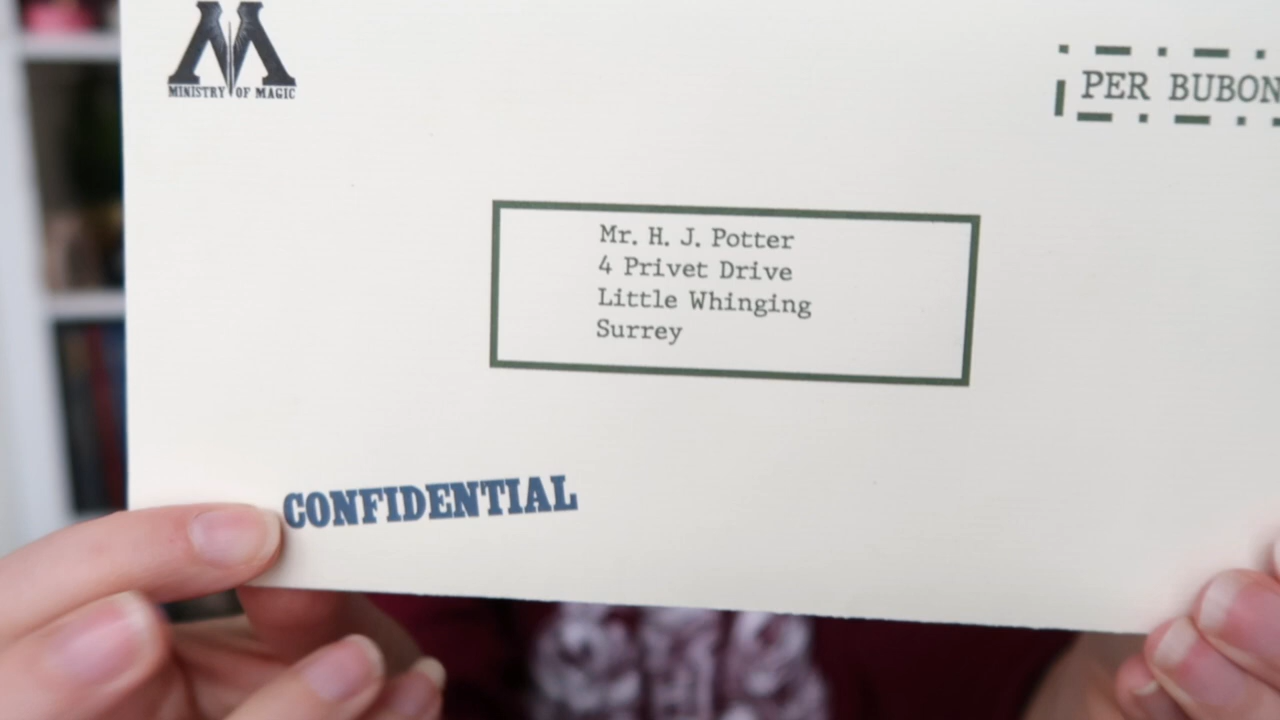 M
MINISTRY OF MAGIC
PER BUBON
Mr. H. J. Potter
4 Privet Drive
Little Whinging
Surrey
CONFIDENTIAL